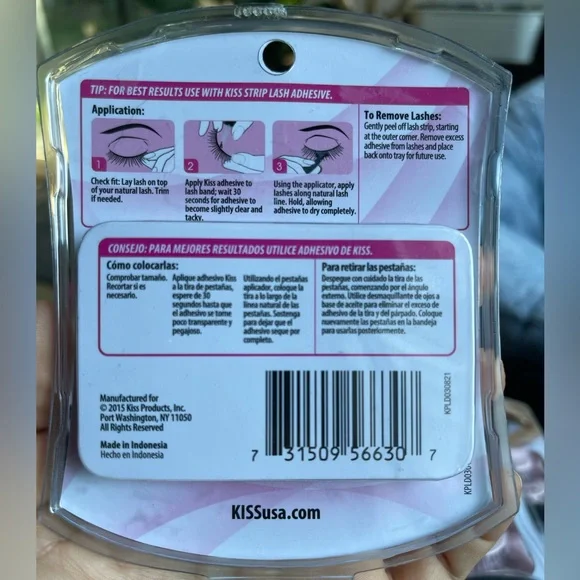 TIP: FOR BEST RESULTS USE WITH KISS STRIP LASH ADHESIVE.
Application:
1
2
3
Check fit: Lay lash on top
of your natural lash. Trim
if needed.
Apply Kiss adhesive to
lash band; wait 30
seconds for adhesive to
become slightly clear and
tacky.
Using the applicator, apply
lashes along natural lash
line. Hold, allowing
adhesive to dry completely.
To Remove Lashes:
Gently peel off lash strip, starting
at the outer corner. Remove excess
adhesive from lashes and place
back onto tray for future use.
CONSEJO: PARA MEJORES RESULTADOS UTILICE ADHESIVO DE KISS.
Cómo colocarlas:
Comprobar tamaño.
Recortar si es
necesario.
Aplique adhesivo Kiss
a la tira de pestañas,
espere de 30
segundos hasta que
el adhesivo se torne
poco transparente y
pegajoso.
Utilizando el pestañas
aplicador, coloque la
tira a lo largo de la
línea natural de las
pestañas. Sostenga
para dejar que el
adhesivo seque por
completo.
Para retirar las pestañas:
Despegue con cuidado la tira de las
pestañas, comenzando por el ángulo
externo. Utilice desmaquillante de ojos a
base de aceite para eliminar el exceso de
adhesivo de la tira y del párpado. Coloque
nuevamente las pestañas en la bandeja
para usarlas posteriormente.
Manufactured for
© 2015 Kiss Products, Inc.
Port Washington, NY 11050
All Rights Reserved
Made in Indonesia
Hecho en Indonesia
7 31509 56630 7
KPLD030821
KPLD030
KISSusa.com